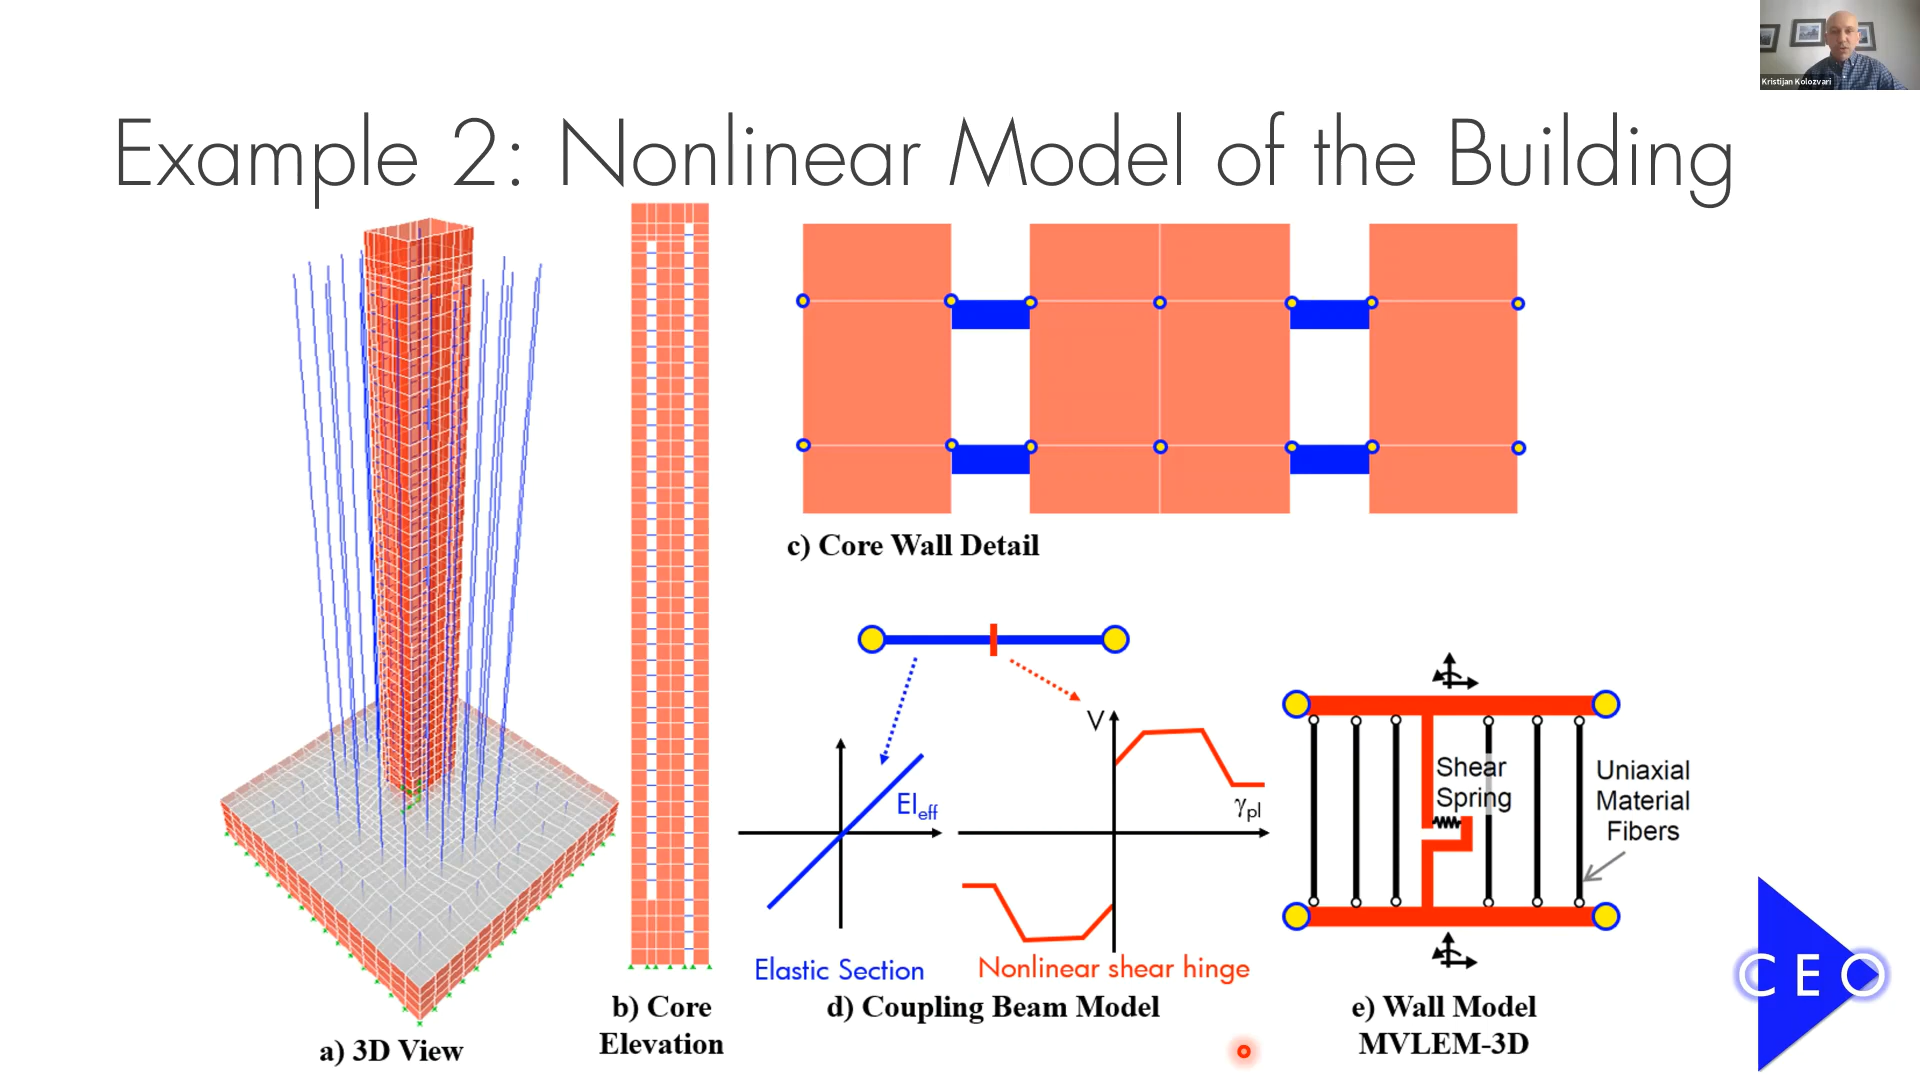 Kristijan Kolozvari
Example 2: Nonlinear Model of the Building
c) Core Wall Detail
V
γpl
EIeff
Elastic Section
Nonlinear shear hinge
Shear
Spring
Uniaxial
Material
Fibers
a) 3D View
b) Core
Elevation
d) Coupling Beam Model
e) Wall Model
MVLEM-3D
CEO